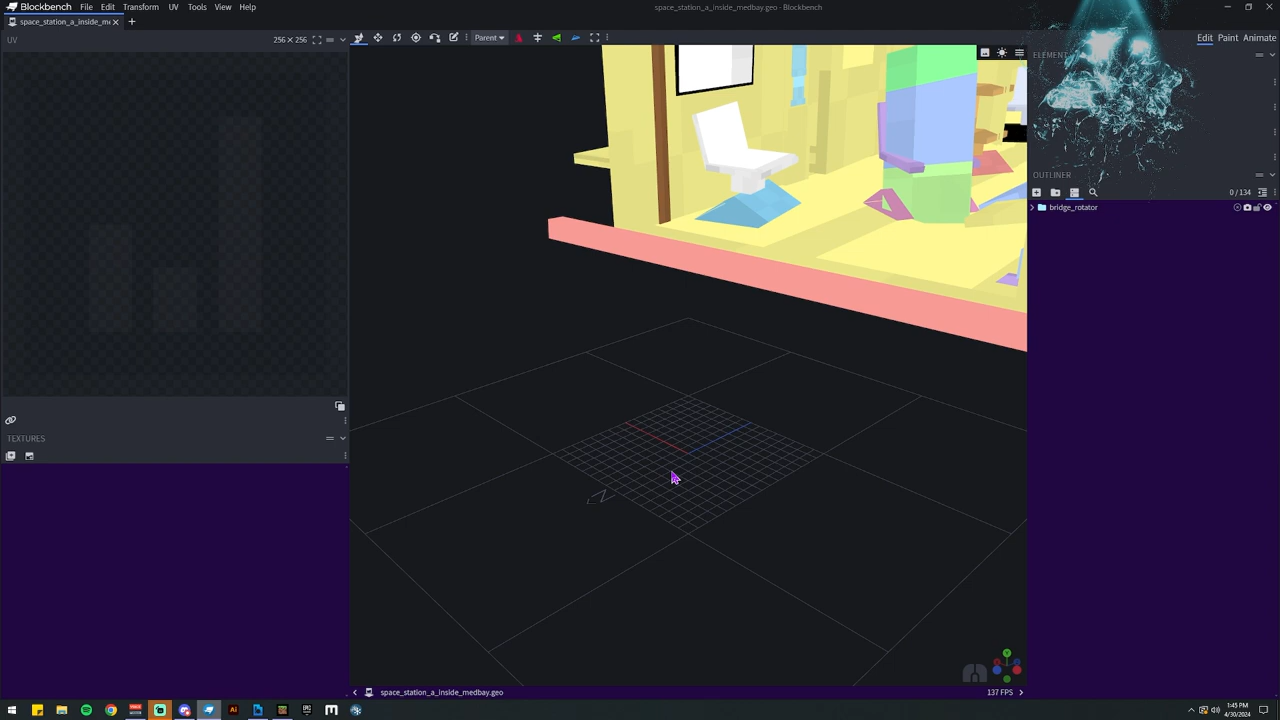 Blockbench File Edit Transform UV Tools View Help
space_station_a_inside_medbay.geo - Blockbench
space_station_a_inside_me
UV 256 × 256
Parent
Edit Paint Animate
ELEMENT
OUTLINER
0 / 134
bridge_rotator
TEXTURES
space_station_a_inside_medbay.geo
137 FPS
1:45 PM
4/30/2024